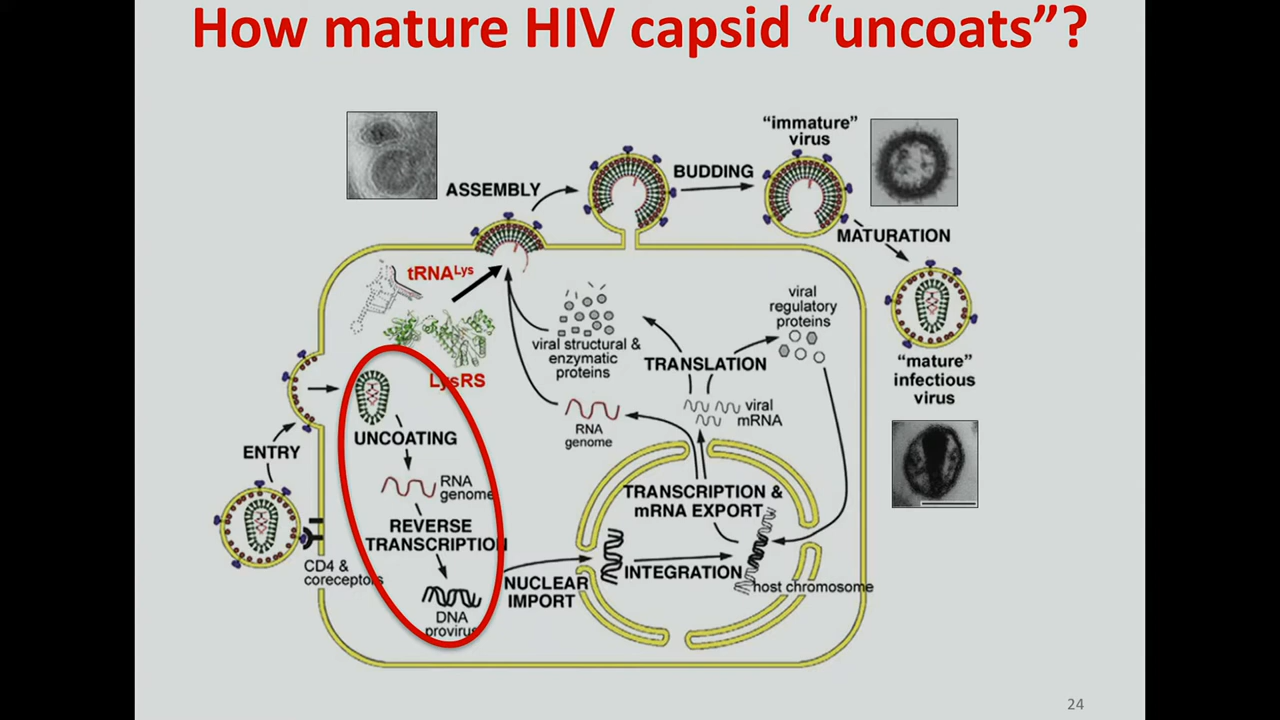 How mature HIV capsid “uncoats”?
“immature”
virus
BUDDING
ASSEMBLY
MATURATION
tRNALys
viral
regulatory
proteins
viral structural &
enzymatic
proteins
TRANSLATION
“mature”
infectious
virus
LysRS
viral
mRNA
RNA
genome
UNCOATING
ENTRY
RNA
genome
TRANSCRIPTION &
mRNA EXPORT
REVERSE
TRANSCRIPTION
CD4 &
coreceptors
NUCLEAR
IMPORT
INTEGRATION
host chromosome
DNA
provirus
24